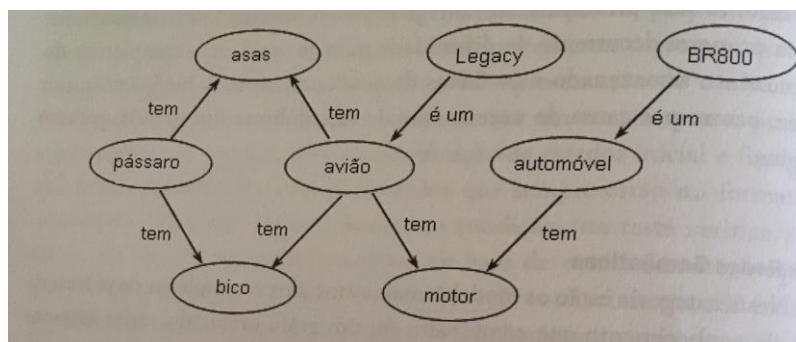 asas
Legacy
BR800
tem
tem
é um
é um
pássaro
avião
automóvel
tem
tem
tem
tem
bico
motor